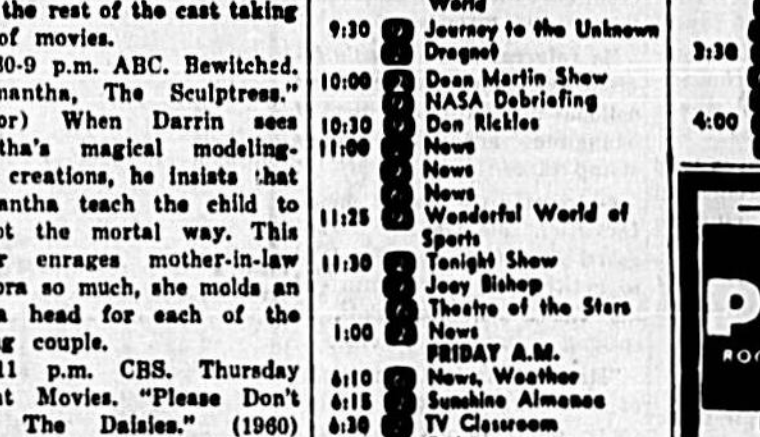 the rest of the cast taking
of movies.
30-9 p.m. ABC. Bewitched.
mantha, The Sculptress."
or) When Darrin sees
tha's magical modeling-
creations, he insists that
antha teach the child to
pt the mortal way. This
r enrages mother-in-law
ora so much, she molds an
a head for each of the
g couple.
11 p.m. CBS. Thursday
ht Movies. "Please Don't
The Daisies." (1960)
World
9:30 Journey to the Unknown
Dragnet
10:00 Dean Martin Show
NASA Debriefing
10:30 Don Rickles
11:00 News
News
News
11:25 Wonderful World of
Sports
11:30 Tonight Show
Joey Bishop
Theatre of the Stars
1:00 News
FRIDAY A.M.
6:10 News, Weather
6:15 Sunshine Almanac
6:30 TV Classroom
3:30
4:00
P
ROO